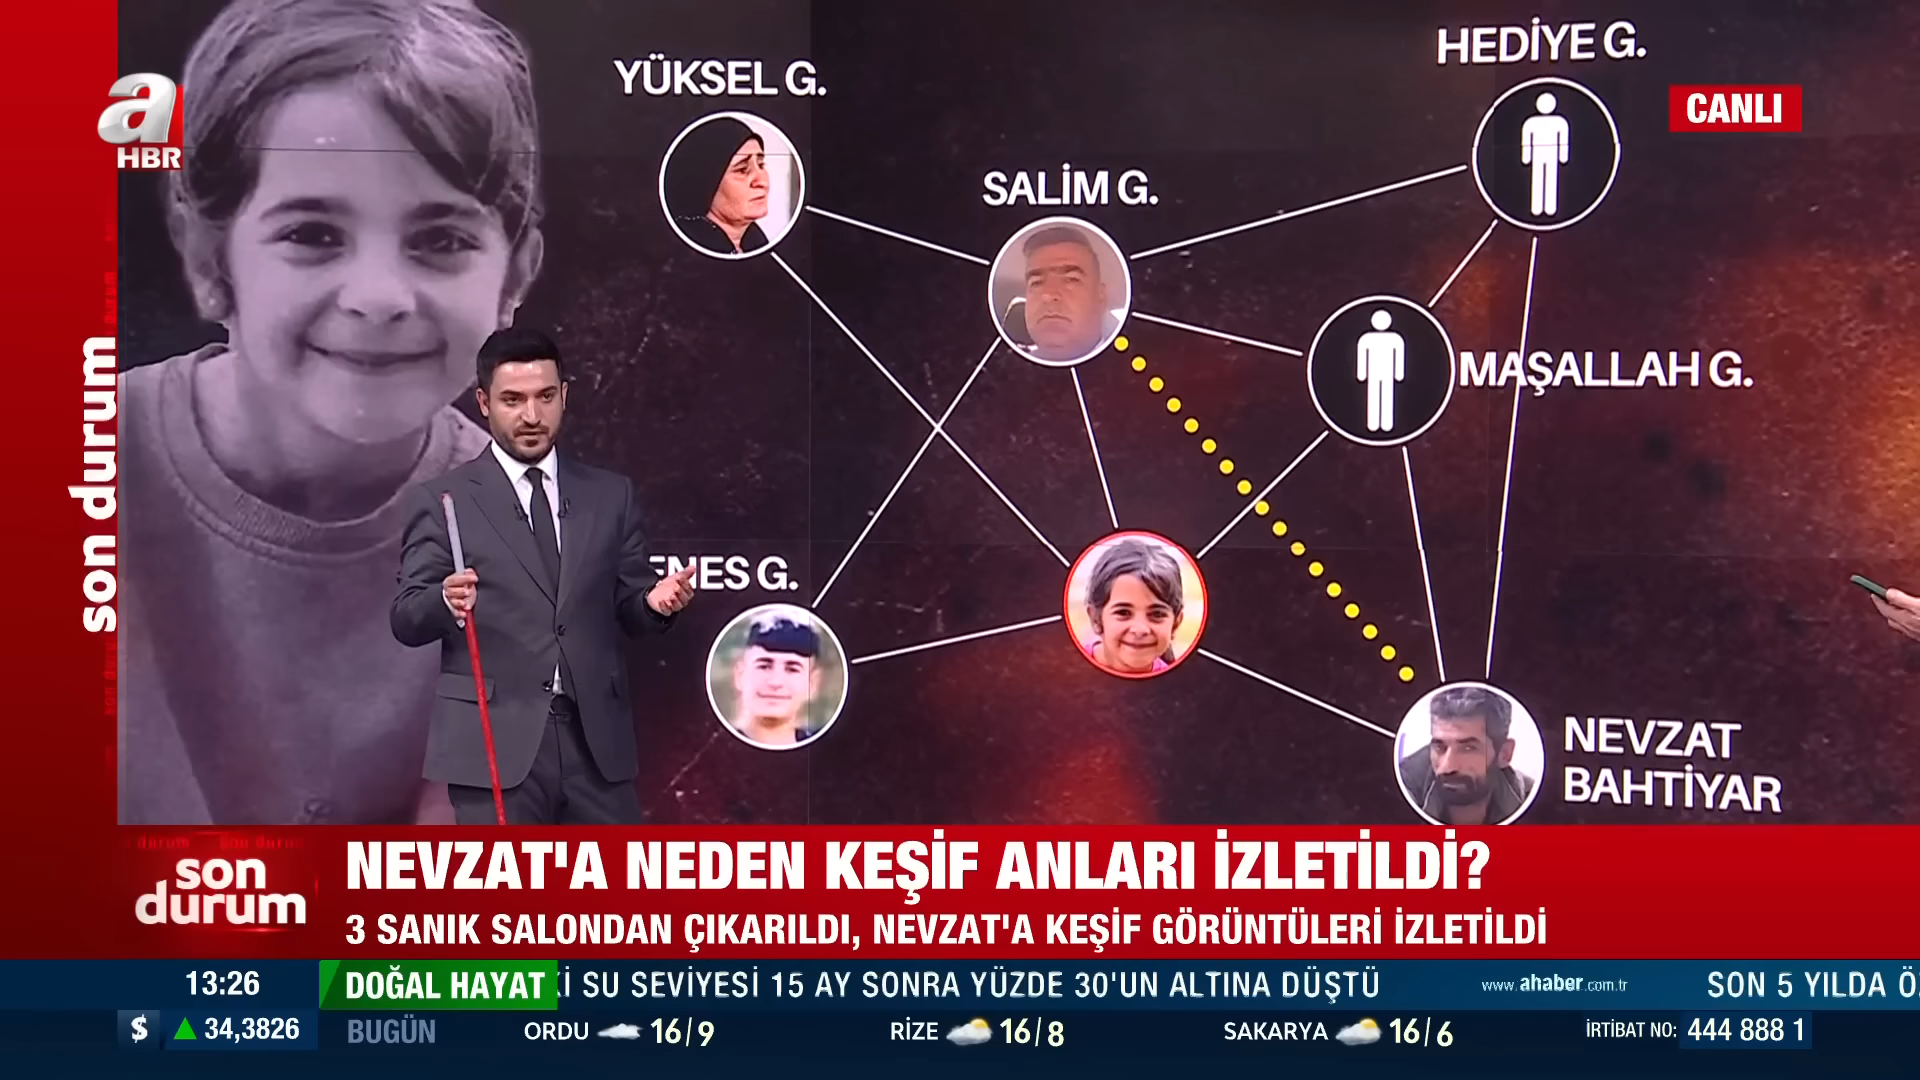 a
HBR
son durum
YÜKSEL G.
HEDİYE G.
CANLI
SALİM G.
MAŞALLAH G.
ENES G.
NEVZAT
BAHTİYAR
son
durum
NEVZAT'A NEDEN KEŞİF ANLARI İZLETİLDİ?
3 SANIK SALONDAN ÇIKARILDI, NEVZAT'A KEŞİF GÖRÜNTÜLERİ İZLETİLDİ
13:26
DOĞAL HAYAT
SU SEVİYESİ 15 AY SONRA YÜZDE 30'UN ALTINA DÜŞTÜ
www.ahaber.com.tr
SON 5 YILDA
$ 34,3826
BUGÜN
ORDU 16/9
RİZE 16/8
SAKARYA 16/6
İRTİBAT NO: 444 888 1